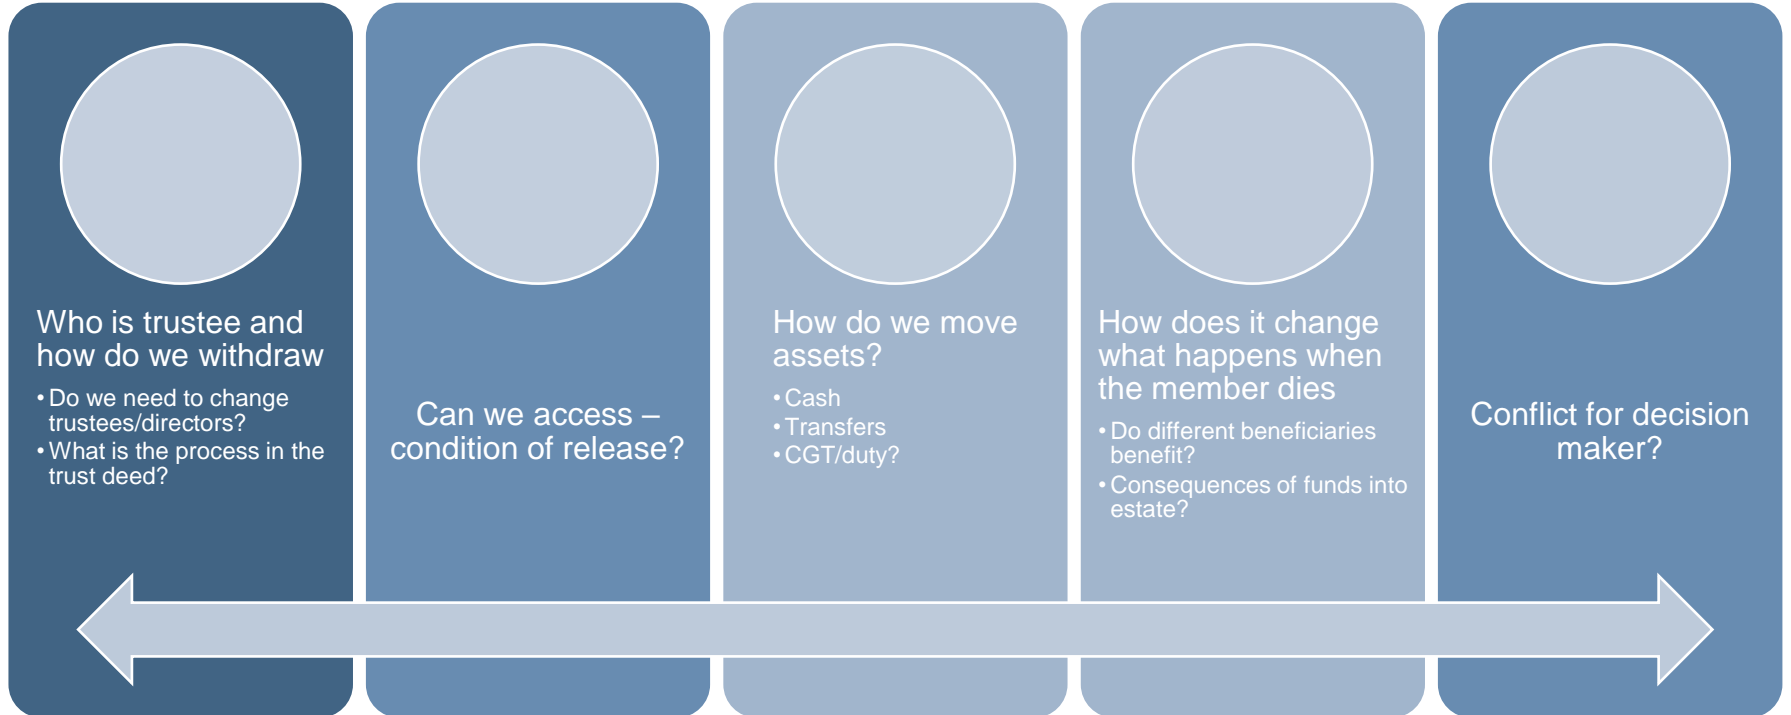 Who is trustee and
how do we withdraw
• Do we need to change
trustees/directors?
• What is the process in the
trust deed?
Can we access –
condition of release?
How do we move
assets?
• Cash
• Transfers
• CGT/duty?
How does it change
what happens when
the member dies
• Do different beneficiaries
benefit?
• Consequences of funds into
estate?
Conflict for decision
maker?